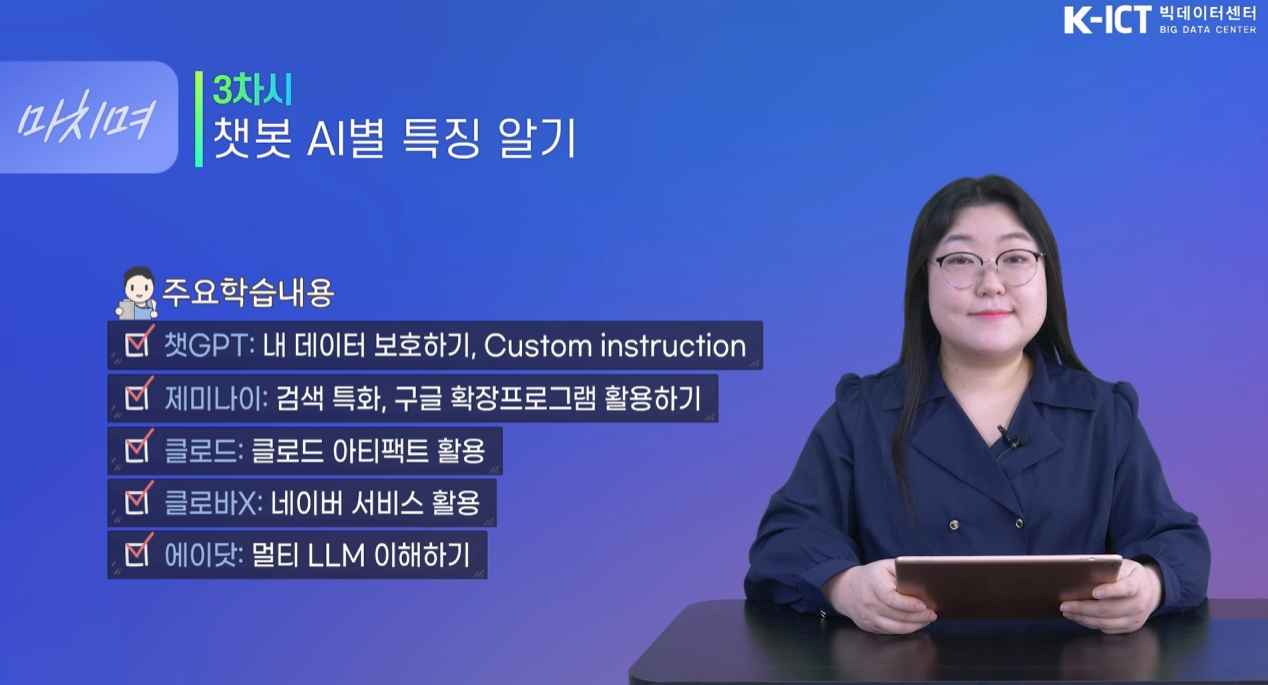 K-ICT 빅데이터센터
BIG DATA CENTER
마치며
3차시
챗봇 AI별 특징 알기
주요학습내용
챗GPT: 내 데이터 보호하기, Custom instruction
제미나이: 검색 특화, 구글 확장프로그램 활용하기
클로드: 클로드 아티팩트 활용
클로바X: 네이버 서비스 활용
에이닷: 멀티 LLM 이해하기